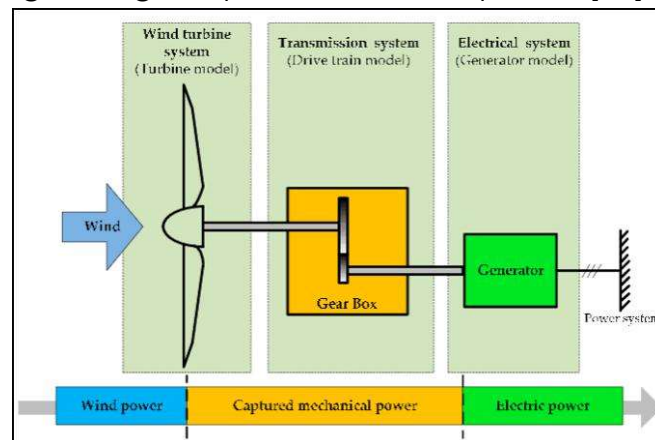 Wind turbine
system
(Turbine model)
Transmission system
(Drive train model)
Electrical system
(Generator model)
Wind
Gear Box
Generator
Power system
Wind power
Captured mechanical power
Electric power